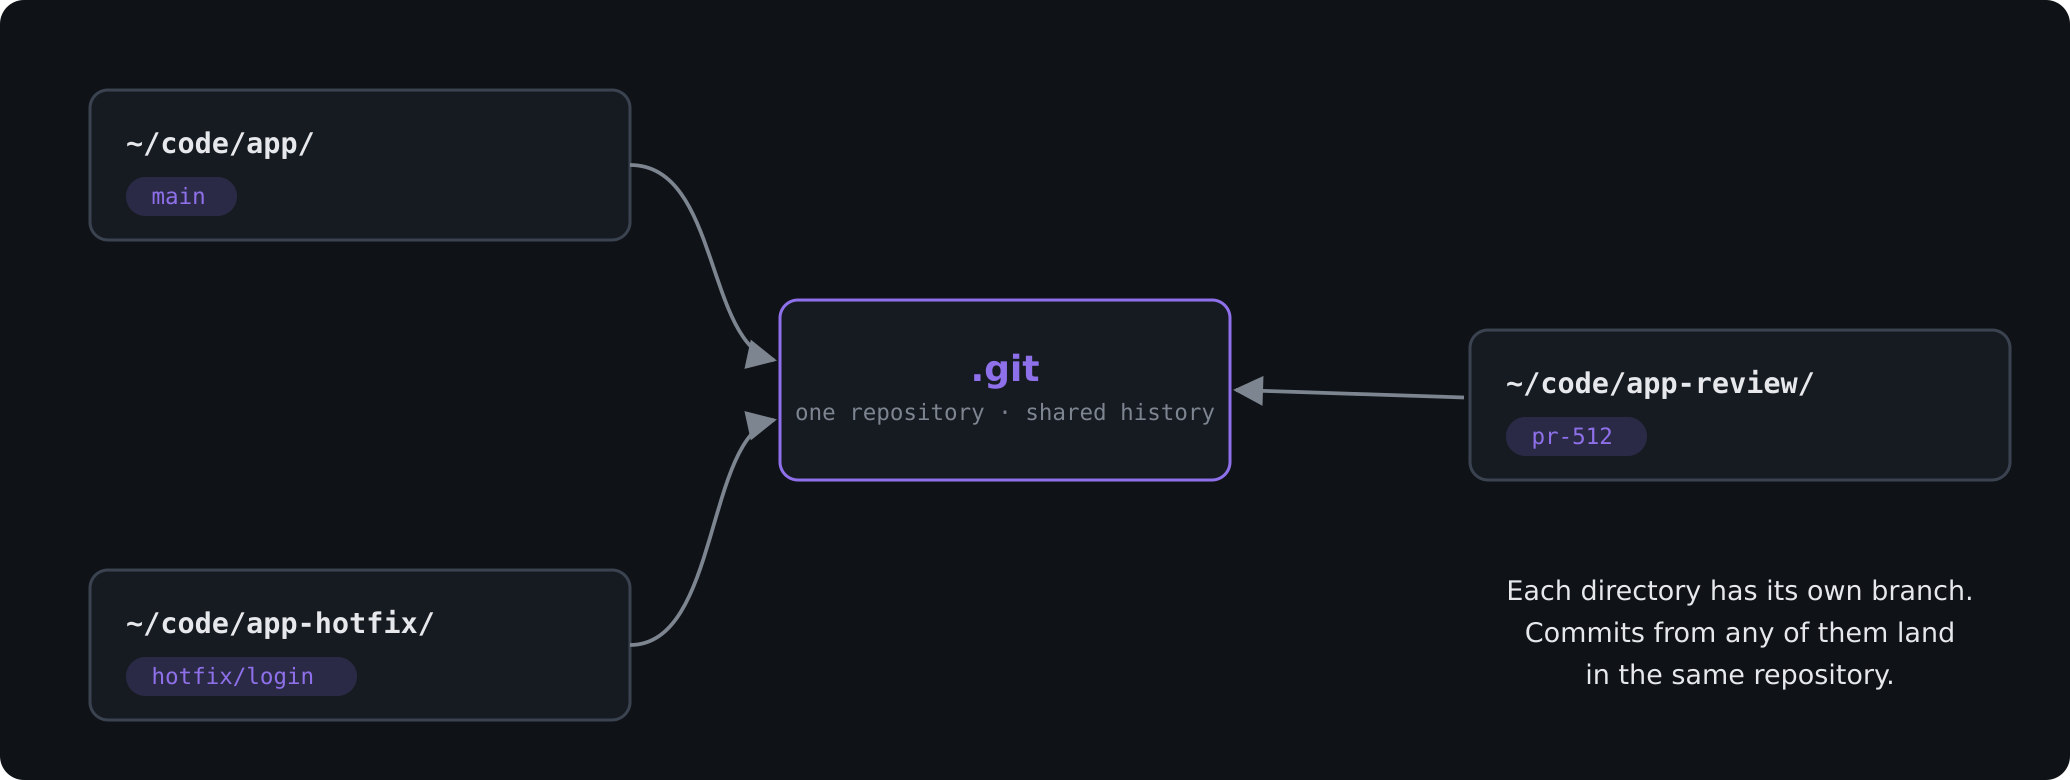 ~/code/app/
main
.git
one repository · shared history
~/code/app-review/
pr-512
~/code/app-hotfix/
hotfix/login
Each directory has its own branch.
Commits from any of them land
in the same repository.